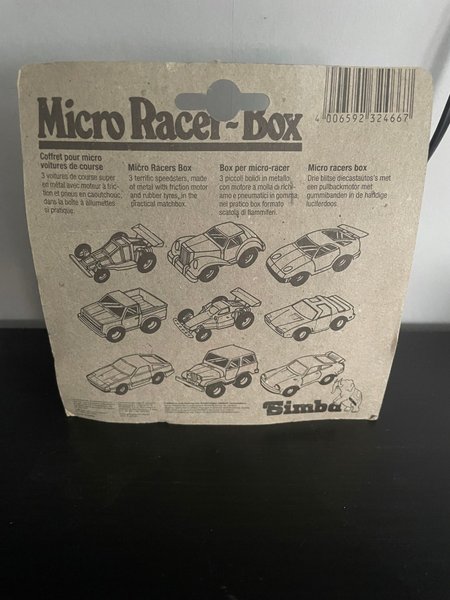 Micro Racer-Box
4 006592 324667
Coffret pour micro
voitures de course
3 voitures de course super
en métal avec moteur à fric-
tion et pneus en caoutchouc,
dans la boîte à allumettes
si pratique.
Micro Racers Box
3 terrific speedsters, made
of metal with friction motor
and rubber tyres, in the
practical matchbox.
Box per micro-racer
3 piccoli bolidi in metallo
con motore a molla di richi-
amo e pneumatici in gomma
nel pratico box formato
scatola di fiammiferi.
Micro racers box
Drie blitse diecastauto's met
een pullbackmotor met
gummibanden in de handige
luciferdoos.
Simba